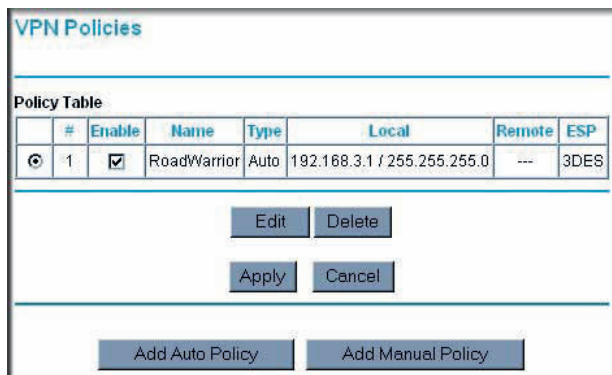 VPN Policies
Policy Table
# Enable Name Type Local Remote ESP
1 RoadWarrior Auto 192.168.3.1 / 255.255.255.0 --- 3DES
Edit Delete
Apply Cancel
Add Auto Policy Add Manual Policy